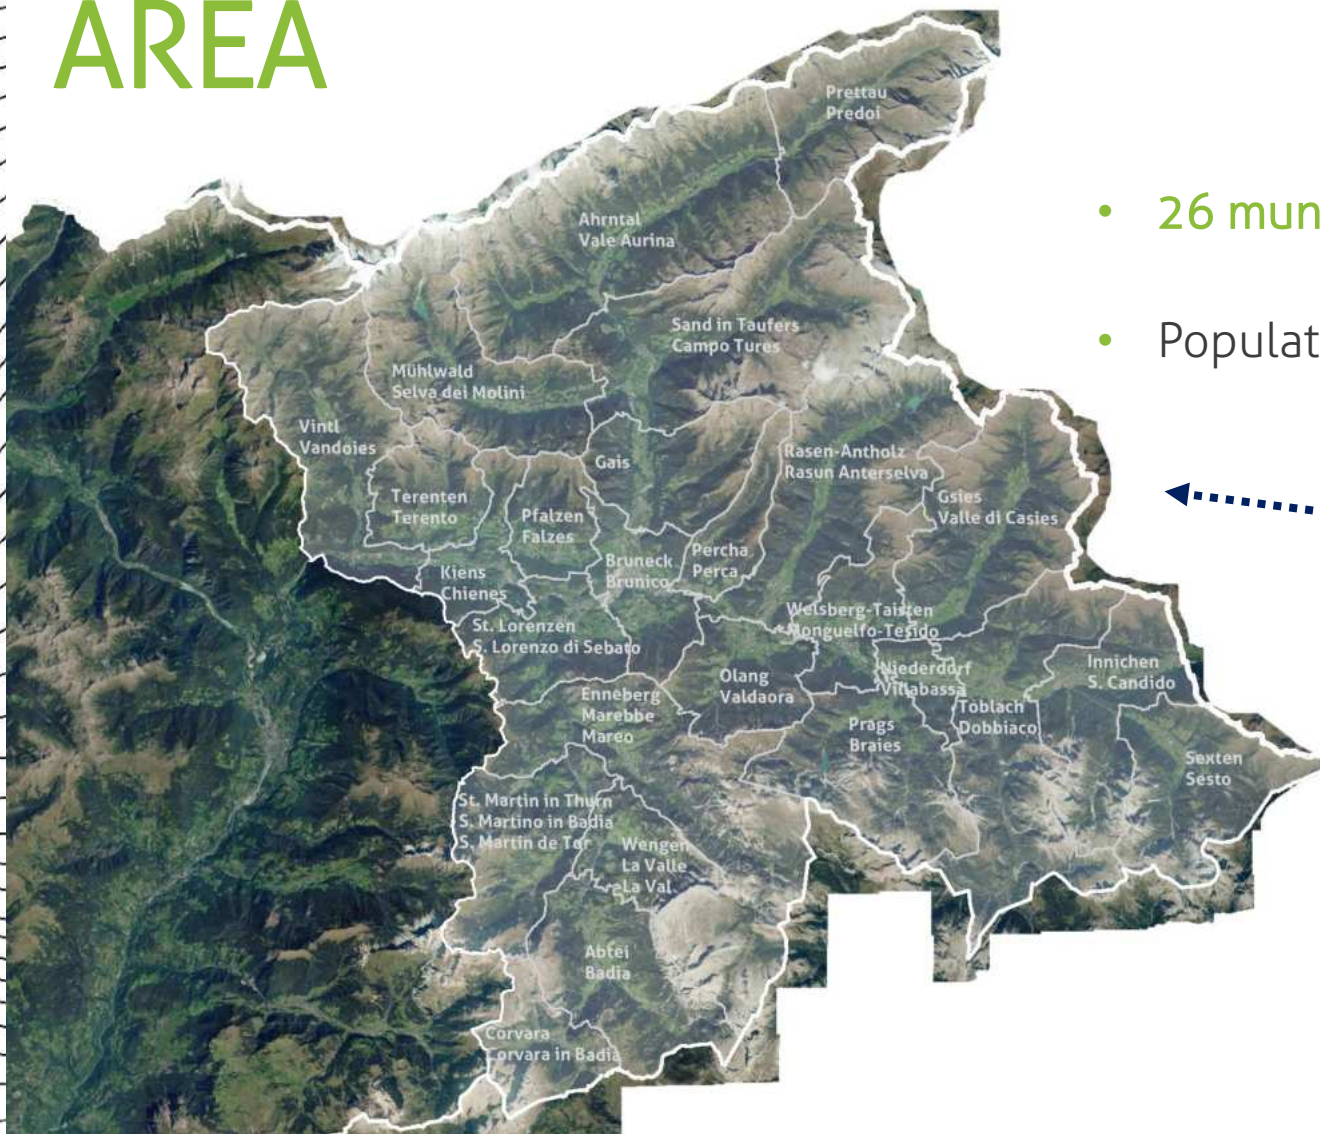 AREA
• 26 mun
• Populat
Prettau
Predoi
Ahrntal
Vale Aurina
Sand in Taufers
Campo Tures
Mühlwald
Selva dei Molini
Vintl
Vandoies
Gais
Rasen-Antholz
Rasun Anterselva
Terenten
Terento
Pfalzen
Falzes
Gsies
Valle di Casies
Bruneck
Brunico
Percha
Perca
Kiens
Chienes
Welsberg-Taisten
Monguelfo-Tesido
St. Lorenzen
S. Lorenzo di Sebato
Olang
Valdaora
Niederdorf
Villabassa
Innichen
S. Candido
Enneberg
Marebbe
Mareo
Toblach
Dobbiaco
Prags
Braies
Sexten
Sesto
St. Martin in Thurn
S. Martino in Badia
S. Martin de Tor
Wengen
La Valle
La Val
Abtei
Badia
Corvara
Corvara in Badia